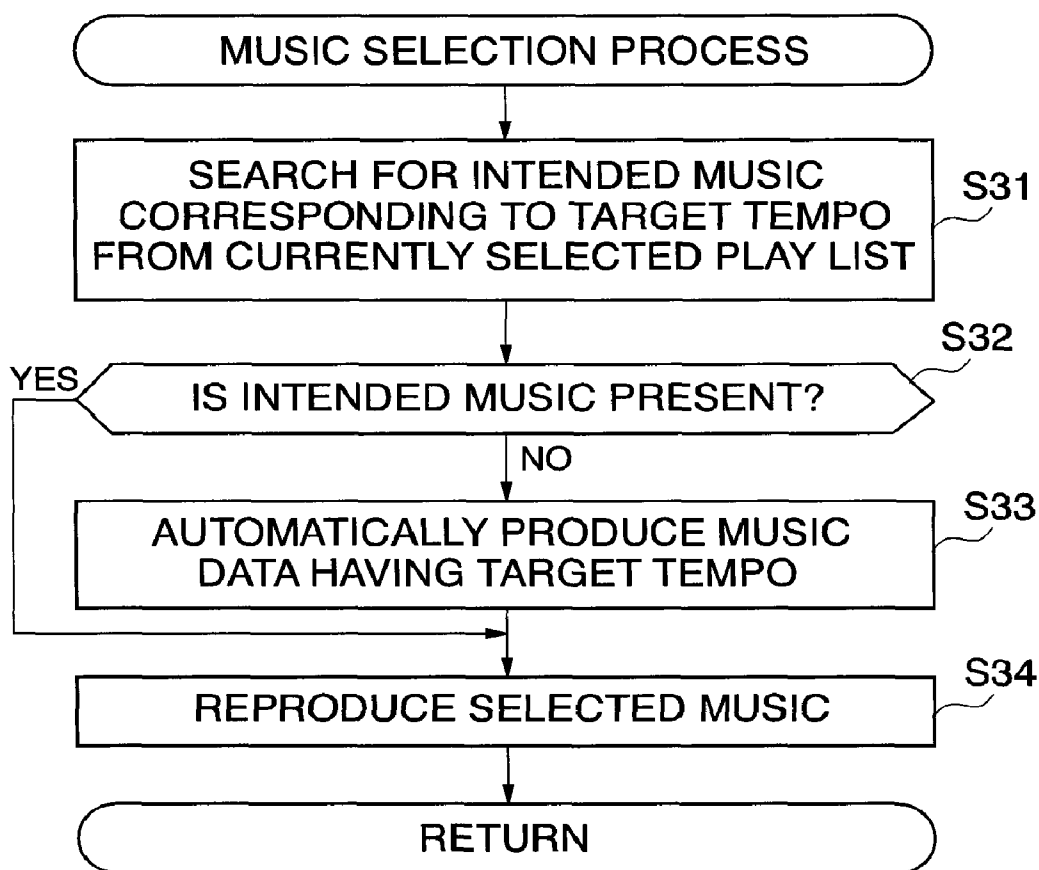 MUSIC SELECTION PROCESS
SEARCH FOR INTENDED MUSIC
CORRESPONDING TO TARGET TEMPO
FROM CURRENTLY SELECTED PLAY LIST
S31
S32
YES
IS INTENDED MUSIC PRESENT?
NO
S33
AUTOMATICALLY PRODUCE MUSIC
DATA HAVING TARGET TEMPO
S34
REPRODUCE SELECTED MUSIC
RETURN